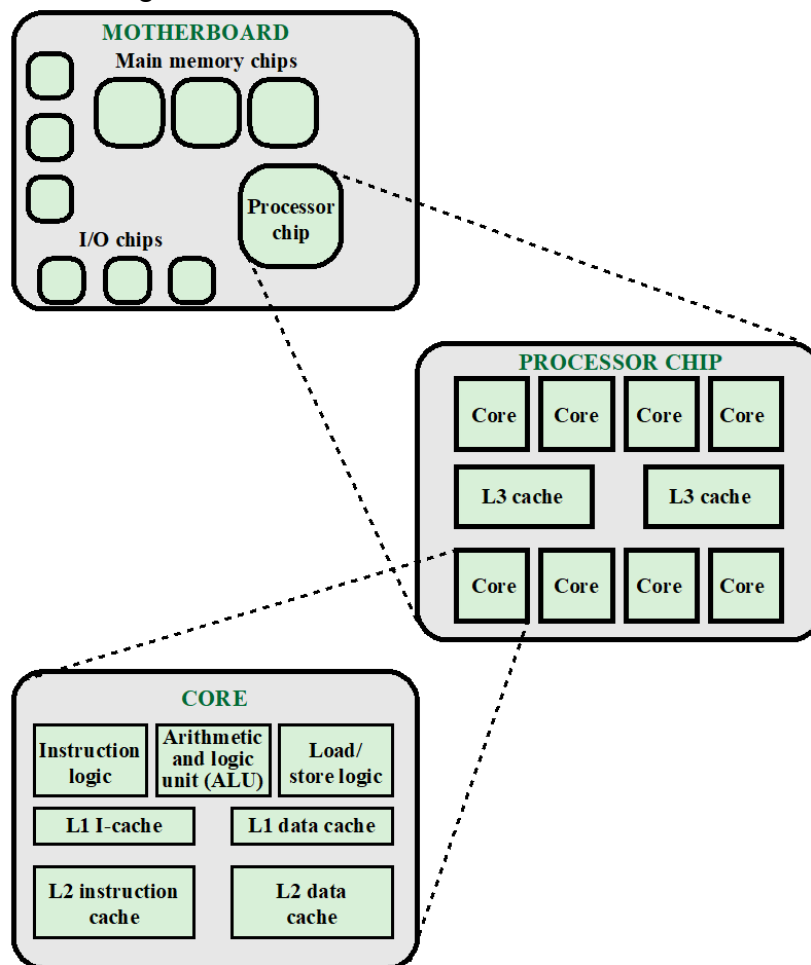 MOTHERBOARD
Main memory chips
Processor
chip
I/O chips
PROCESSOR CHIP
Core
Core
Core
Core
L3 cache
L3 cache
Core
Core
Core
Core
CORE
Instruction
logic
Arithmetic
and logic
unit (ALU)
Load/
store logic
L1 I-cache
L1 data cache
L2 instruction
cache
L2 data
cache